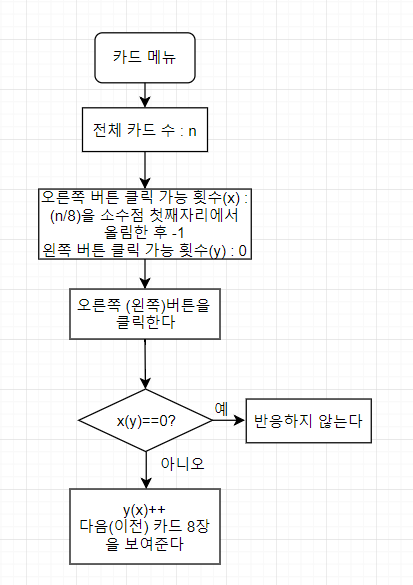 카드 메뉴
전체 카드 수 : n
오른쪽 버튼 클릭 가능 횟수(x) :
(n/8)을 소수점 첫째자리에서
올림한 후 -1
왼쪽 버튼 클릭 가능 횟수(y) : 0
오른쪽 (왼쪽)버튼을
클릭한다
x(y)==0?
예
반응하지 않는다
아니오
y(x)++
다음(이전) 카드 8장
을 보여준다